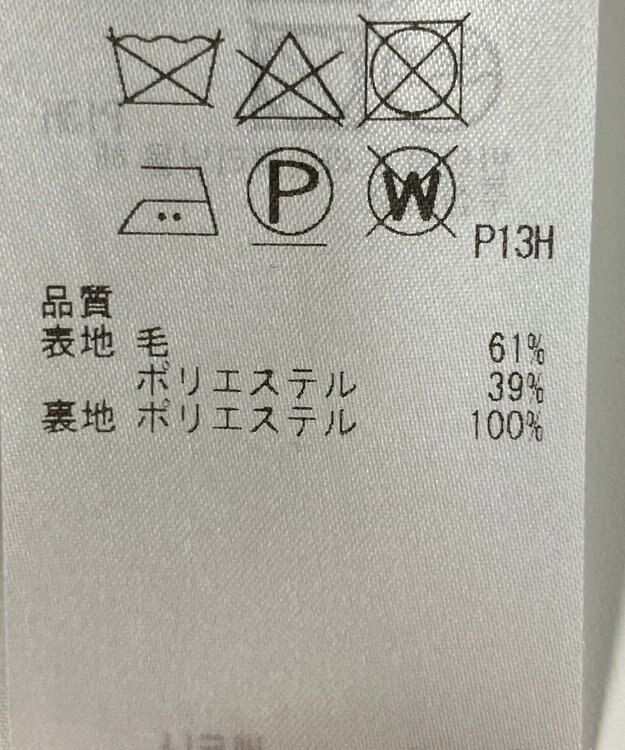 P W P13H
品質
表地 毛 61%
ポリエステル 39%
裏地 ポリエステル 100%